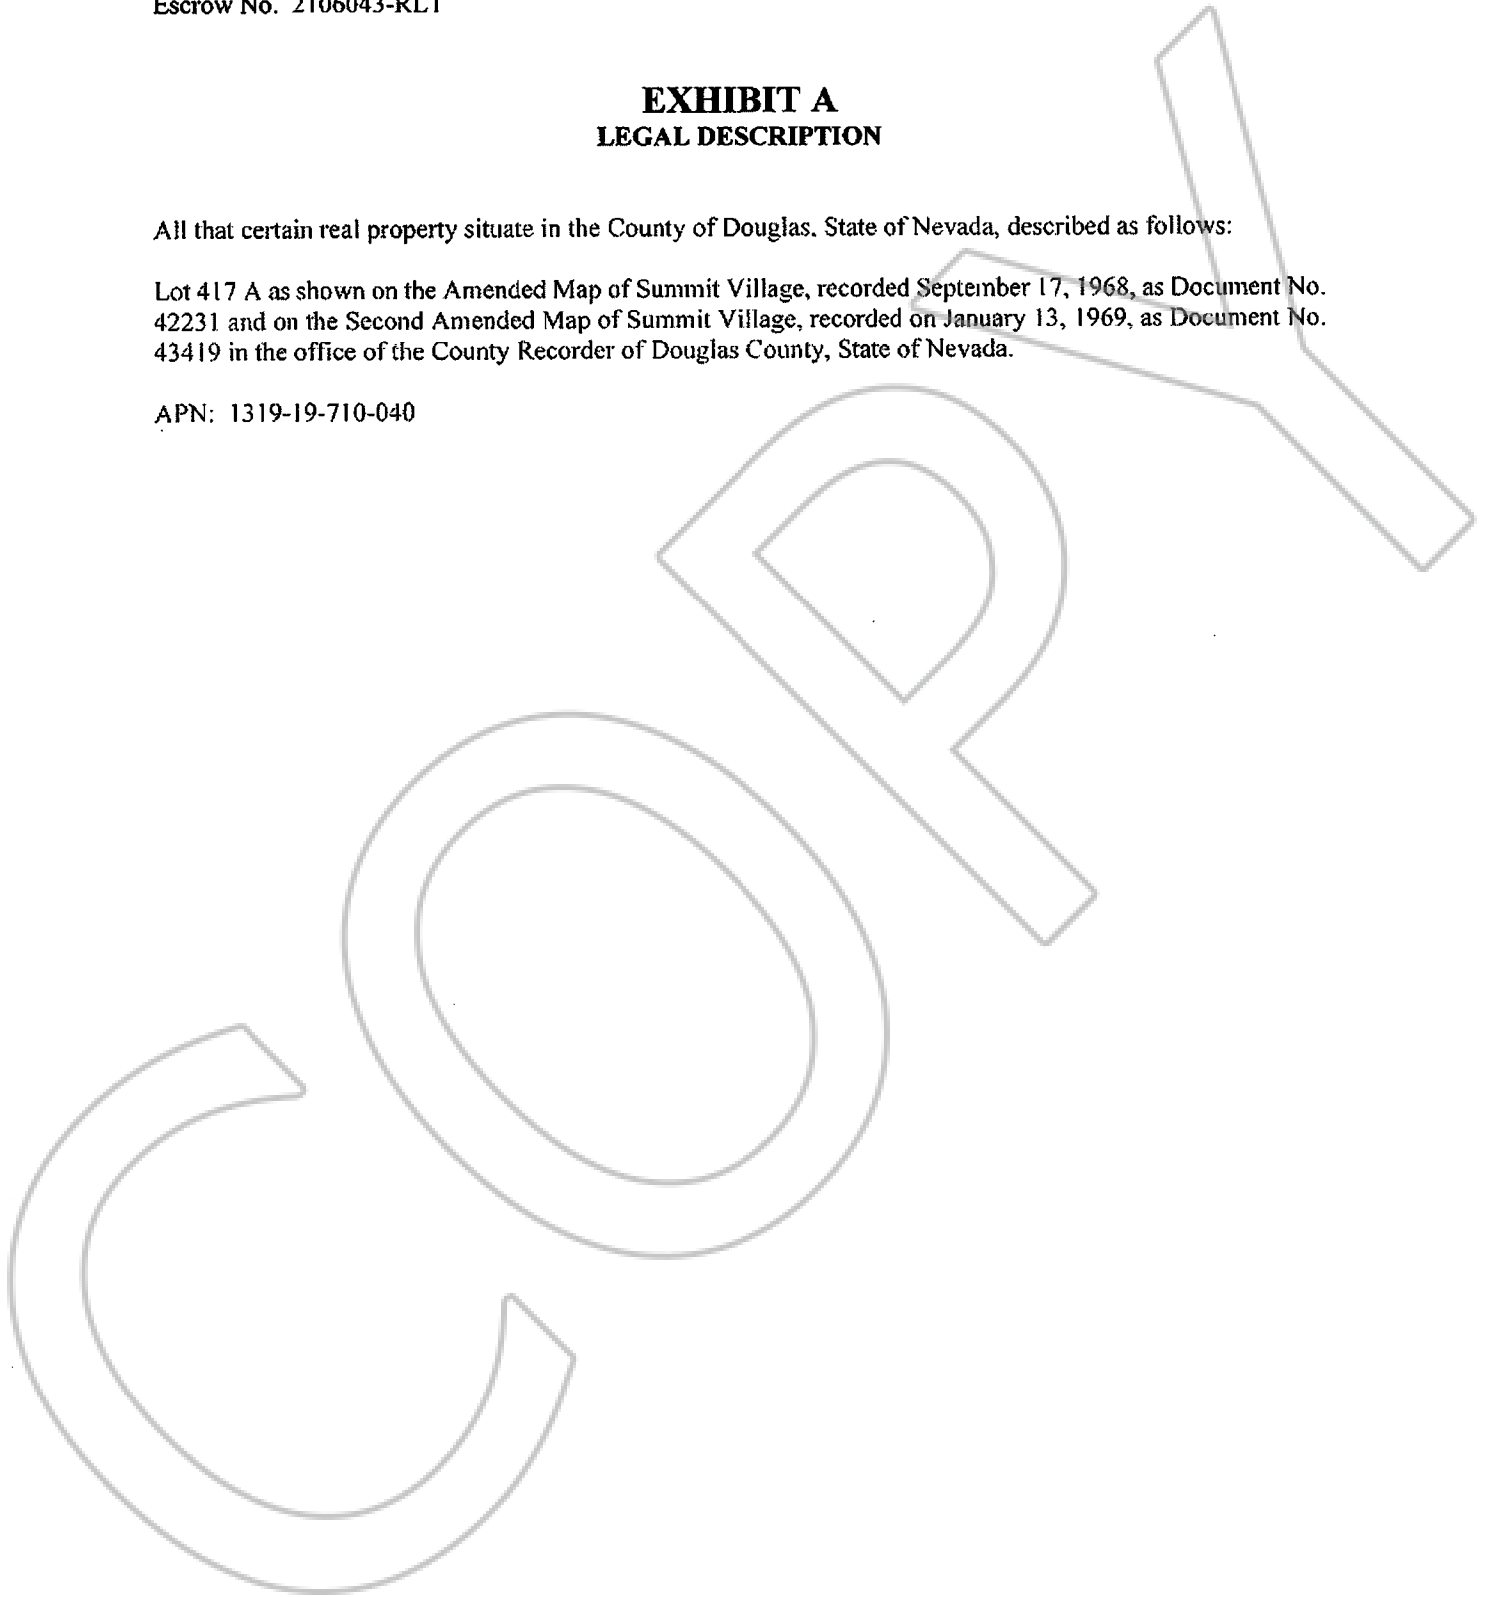 Escrow No. 2106043-RLT
EXHIBIT A
LEGAL DESCRIPTION
All that certain real property situate in the County of Douglas, State of Nevada, described as follows:
Lot 417 A as shown on the Amended Map of Summit Village, recorded September 17, 1968, as Document No.
42231 and on the Second Amended Map of Summit Village, recorded on January 13, 1969, as Document No.
43419 in the office of the County Recorder of Douglas County, State of Nevada.
APN: 1319-19-710-040
COPY